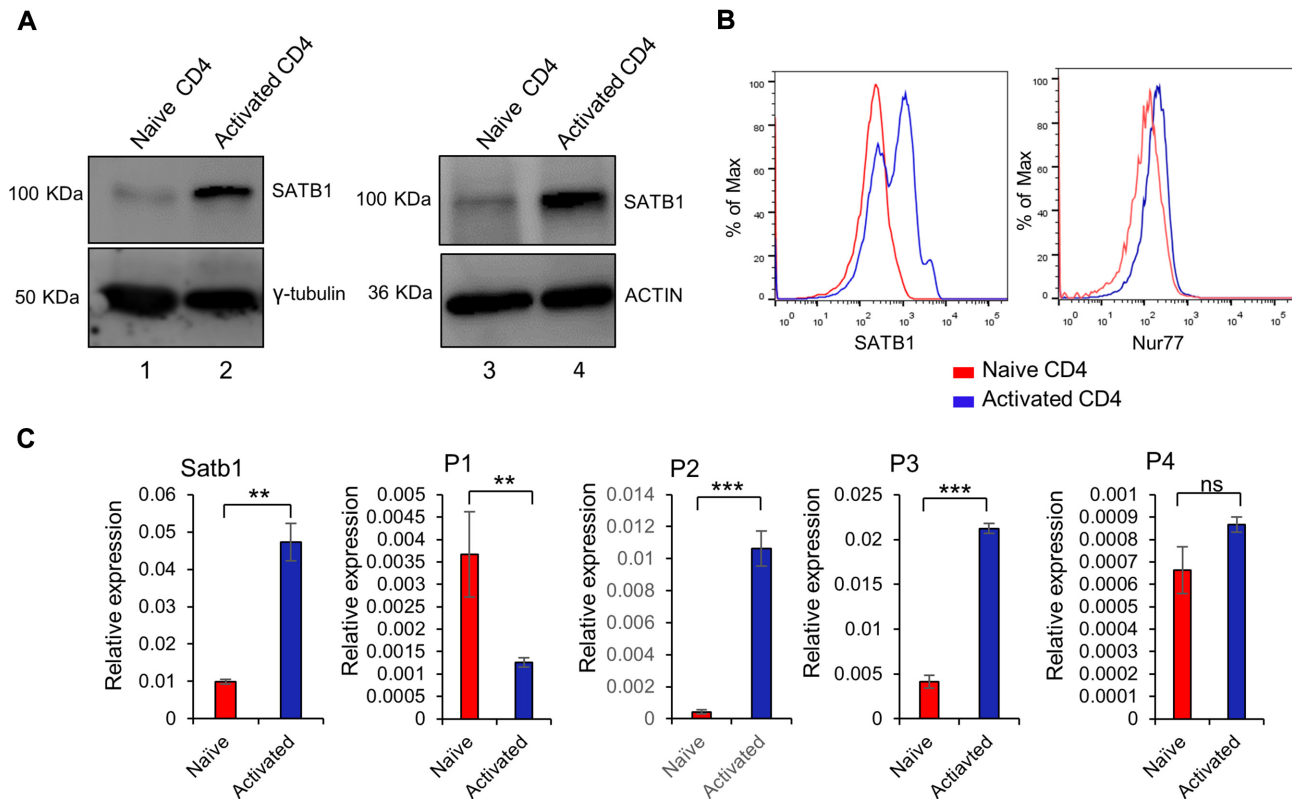 A
Naive CD4
Activated CD4
100 KDa
SATB1
50 KDa
γ-tubulin
1 2
Naive CD4
Activated CD4
100 KDa
SATB1
36 KDa
ACTIN
3 4
B
% of Max
100
80
60
40
20
0
10^0 10^1 10^2 10^3 10^4 10^5
SATB1
% of Max
100
80
60
40
20
0
10^0 10^1 10^2 10^3 10^4 10^5
Nur77
Naive CD4
Activated CD4
C
Satb1
Relative expression
0.06
0.05
0.04
0.03
0.02
0.01
0
**
Naïve
Activated
P1
Relative expression
0.005
0.0045
0.004
0.0035
0.003
0.0025
0.002
0.0015
0.001
0.0005
0
**
Naïve
Activated
P2
Relative expression
0.014
0.012
0.01
0.008
0.006
0.004
0.002
0
***
Naïve
Activated
P3
Relative expression
0.025
0.02
0.015
0.01
0.005
0
***
Naïve
Actiavted
P4
Relative expression
0.001
0.0009
0.0008
0.0007
0.0006
0.0005
0.0004
0.0003
0.0002
0.0001
0
ns
Naïve
Activated